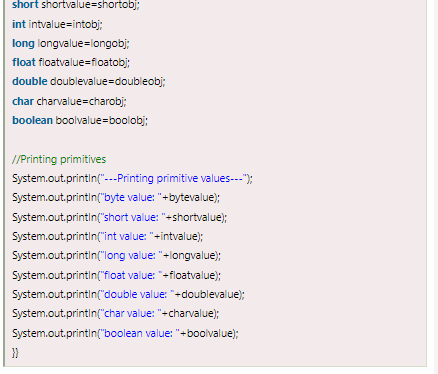 short shortvalue=shortobj;
int intvalue=intobj;
long longvalue=longobj;
float floatvalue=floatobj;
double doublevalue=doubleobj;
char charvalue=charobj;
boolean boolvalue=boolobj;
//Printing primitives
System.out.println("---Printing primitive values---");
System.out.println("byte value: "+bytevalue);
System.out.println("short value: "+shortvalue);
System.out.println("int value: "+intvalue);
System.out.println("long value: "+longvalue);
System.out.println("float value: "+floatvalue);
System.out.println("double value: "+doublevalue);
System.out.println("char value: "+charvalue);
System.out.println("boolean value: "+boolvalue);
}}